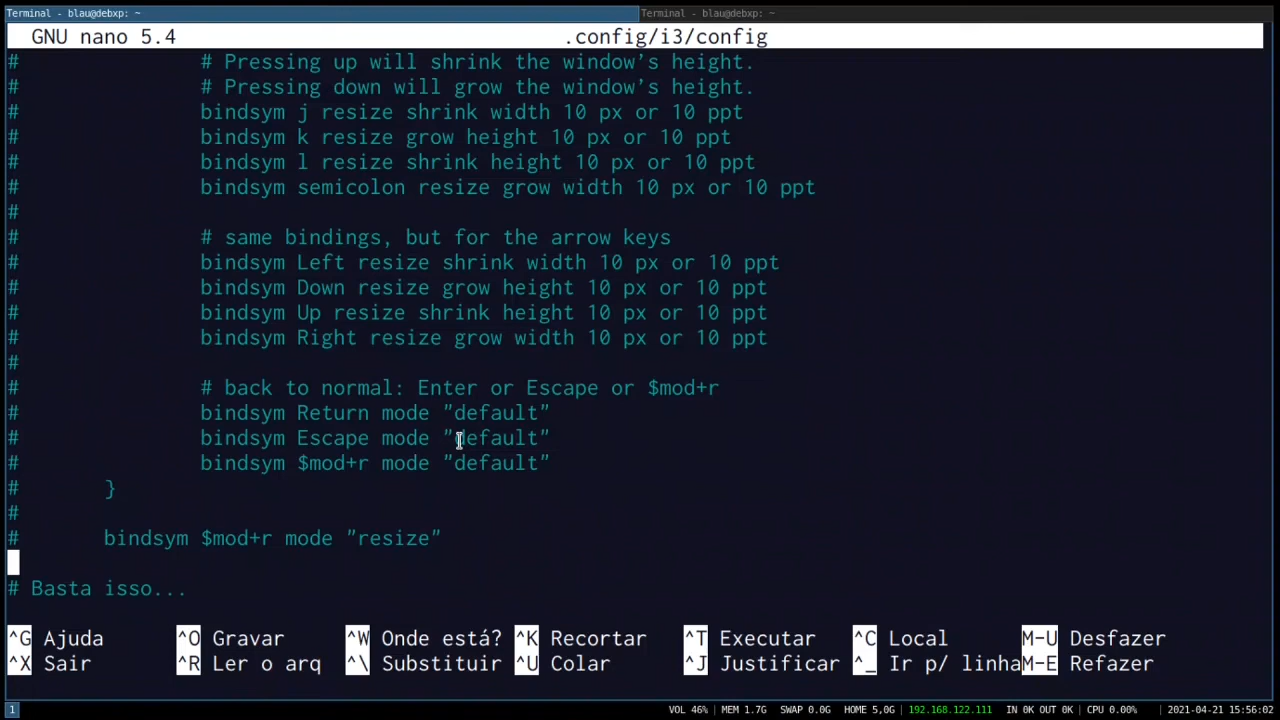 Terminal - blau@debxp: ~
Terminal - blau@debxp: ~
GNU nano 5.4 .config/i3/config
# # Pressing up will shrink the window’s height.
# # Pressing down will grow the window’s height.
# bindsym j resize shrink width 10 px or 10 ppt
# bindsym k resize grow height 10 px or 10 ppt
# bindsym l resize shrink height 10 px or 10 ppt
# bindsym semicolon resize grow width 10 px or 10 ppt
#
# # same bindings, but for the arrow keys
# bindsym Left resize shrink width 10 px or 10 ppt
# bindsym Down resize grow height 10 px or 10 ppt
# bindsym Up resize shrink height 10 px or 10 ppt
# bindsym Right resize grow width 10 px or 10 ppt
#
# # back to normal: Enter or Escape or $mod+r
# bindsym Return mode "default"
# bindsym Escape mode "default"
# bindsym $mod+r mode "default"
# }
#
# bindsym $mod+r mode "resize"
# Basta isso...
^G Ajuda ^O Gravar ^W Onde está? ^K Recortar ^T Executar ^C Local M-U Desfazer
^X Sair ^R Ler o arq ^\ Substituir ^U Colar ^J Justificar ^_ Ir p/ linha M-E Refazer
1 VOL 46% | MEM 1.7G SWAP 0.0G HOME 5,0G | 192.168.122.111 IN 0K OUT 0K | CPU 0.00% | 2021-04-21 15:56:02